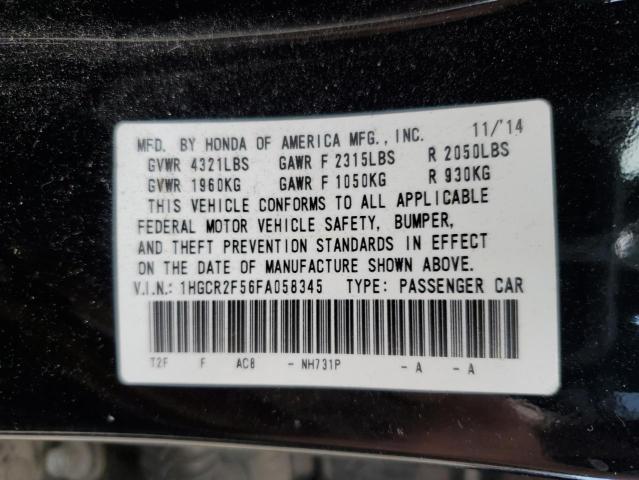 MFD. BY HONDA OF AMERICA MFG., INC. 11/'14
GVWR 4321LBS GAWR F 2315LBS R 2050LBS
GVWR 1960KG GAWR F 1050KG R 930KG
THIS VEHICLE CONFORMS TO ALL APPLICABLE
FEDERAL MOTOR VEHICLE SAFETY, BUMPER,
AND THEFT PREVENTION STANDARDS IN EFFECT
ON THE DATE OF MANUFACTURE SHOWN ABOVE.
V.I.N.: 1HGCR2F56FA058345 TYPE: PASSENGER CAR
T2F F AC8 - NH731P - A - A